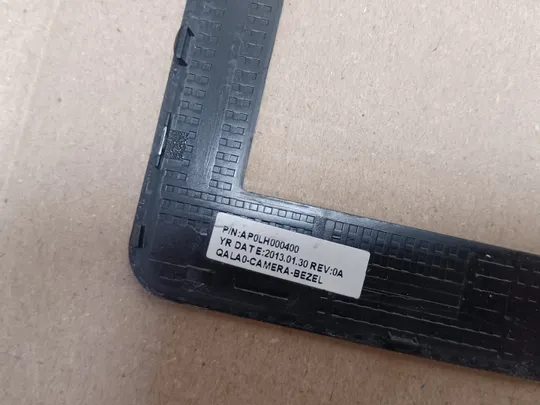 P/N:AP0LH000400
YR DATE:2013.01.30 REV:0A
QALA0-CAMERA-BEZEL